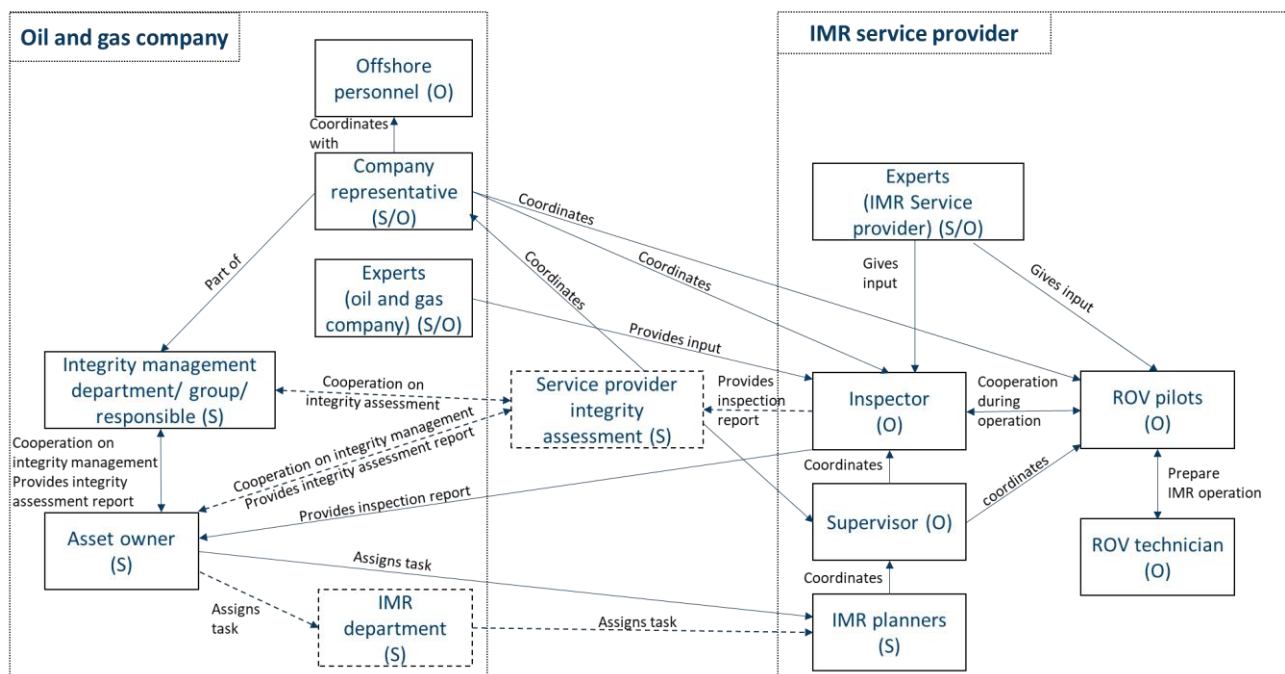 Oil and gas company
IMR service provider
Offshore
personnel (O)
Coordinates
with
Company
representative
(S/O)
Experts
(IMR Service
provider) (S/O)
Coordinates
Coordinates
Part of
Coordinates
Gives
input
Gives input
Experts
(oil and gas
company) (S/O)
Provides input
Integrity management
department/ group/
responsible (S)
Cooperation on
integrity assessment
Service provider
integrity
assessment (S)
Provides
inspection
report
Inspector
(O)
Cooperation
during
operation
ROV pilots
(O)
Cooperation on
integrity management
Provides integrity
assessment report
Cooperation on integrity management
Provides integrity assessment report
Provides inspection report
Coordinates
coordinates
Prepare
IMR operation
Asset owner
(S)
Supervisor (O)
ROV technician
(O)
Assigns task
Coordinates
Assigns
task
IMR
department
(S)
Assigns task
IMR planners
(S)